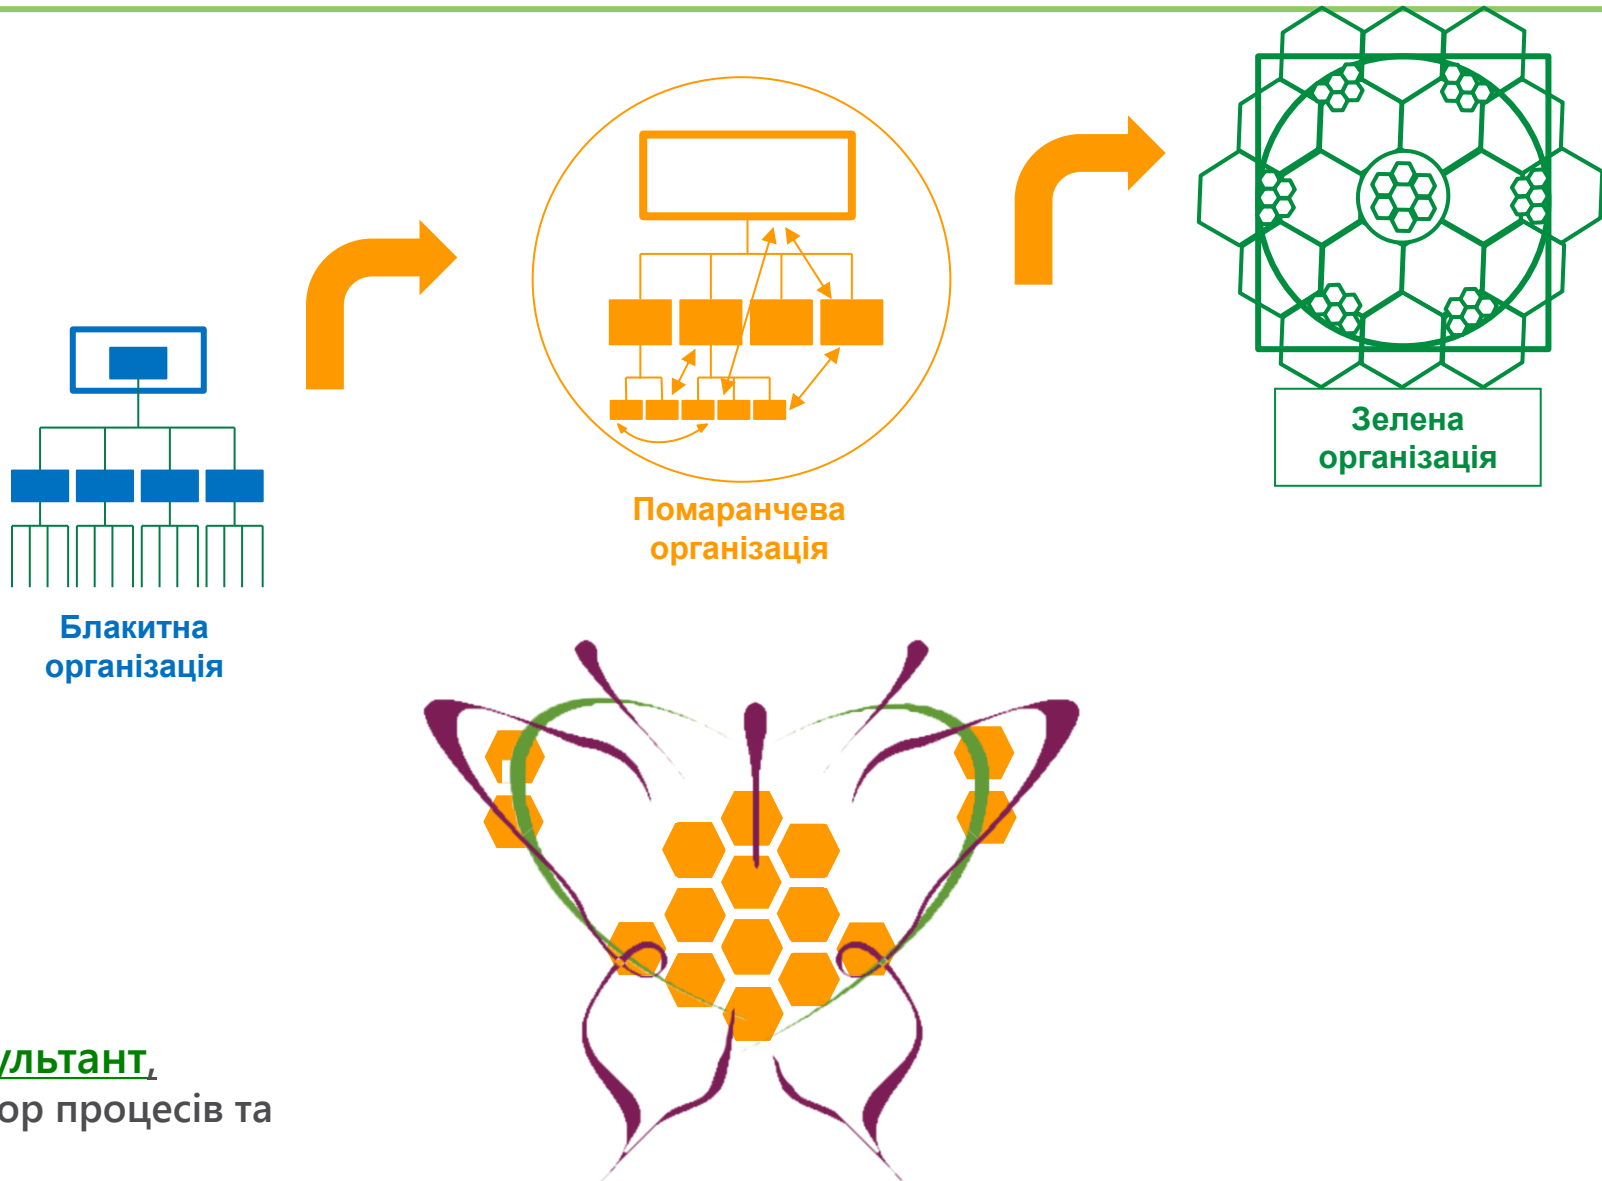 Зелена
організація
Помаранчева
організація
Блакитна
організація
ультант,
ор процесів та